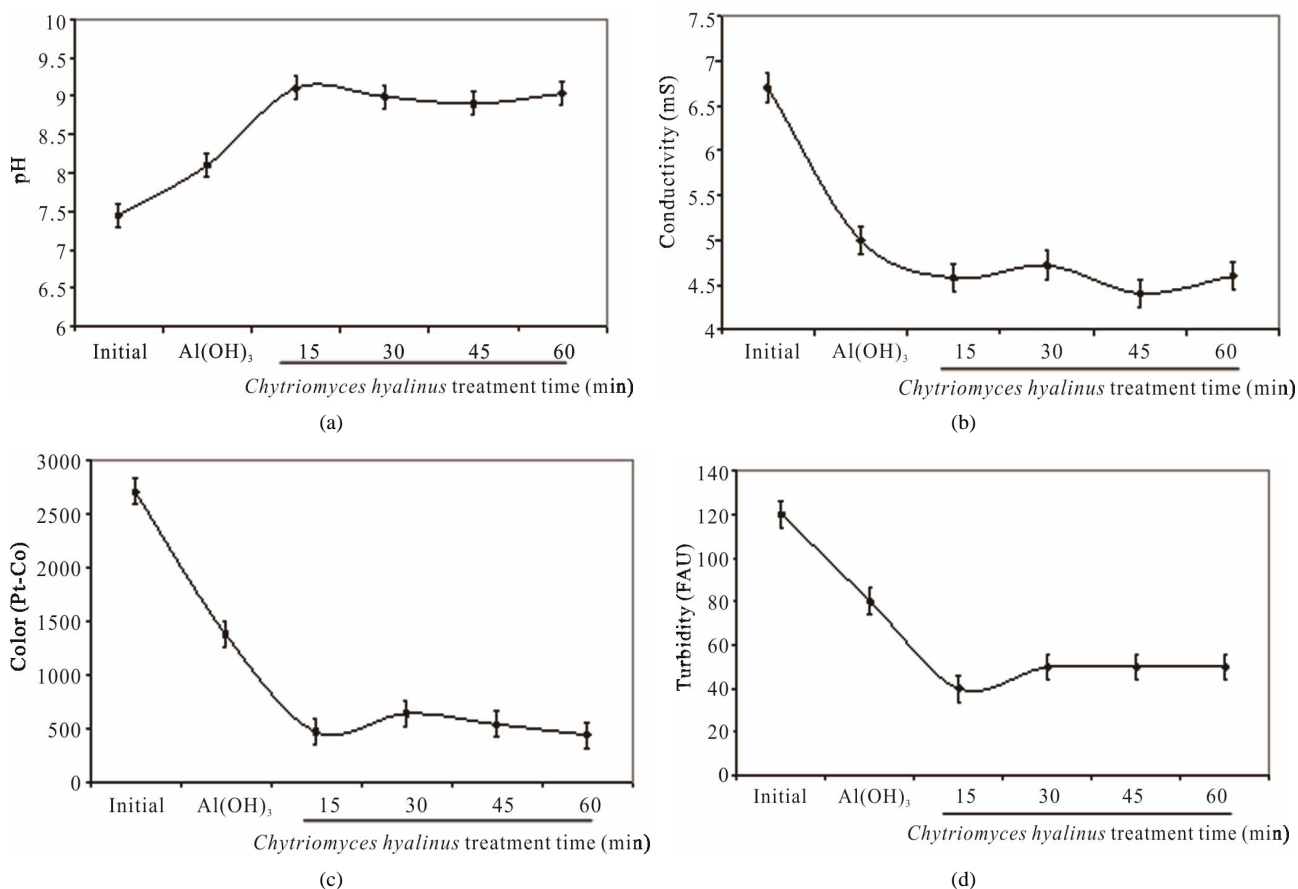 10
9.5
9
8.5
8
7.5
7
6.5
6
pH
Initial Al(OH)₃ 15 30 45 60
Chytriomyces hyalinus treatment time (min)
(a)
7.5
7
6.5
6
5.5
5
4.5
4
Conductivity (mS)
Initial Al(OH)₃ 15 30 45 60
Chytriomyces hyalinus treatment time (min)
(b)
3000
2500
2000
1500
1000
500
0
Color (Pt-Co)
Initial Al(OH)₃ 15 30 45 60
Chytriomyces hyalinus treatment time (min)
(c)
140
120
100
80
60
40
20
0
Turbidity (FAU)
Initial Al(OH)₃ 15 30 45 60
Chytriomyces hyalinus treatment time (min)
(d)